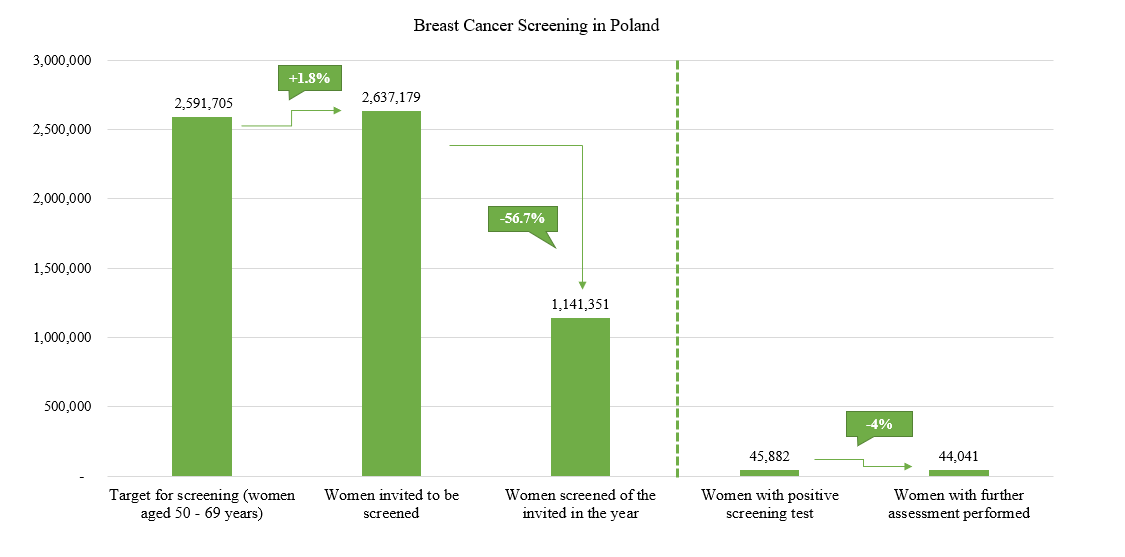 Breast Cancer Screening in Poland
3,000,000
2,500,000
2,000,000
1,500,000
1,000,000
500,000
-
2,591,705
+1.8%
2,637,179
-56.7%
1,141,351
45,882
-4%
44,041
Target for screening (women
aged 50 - 69 years)
Women invited to be
screened
Women screened of the
invited in the year
Women with positive
screening test
Women with further
assessment performed